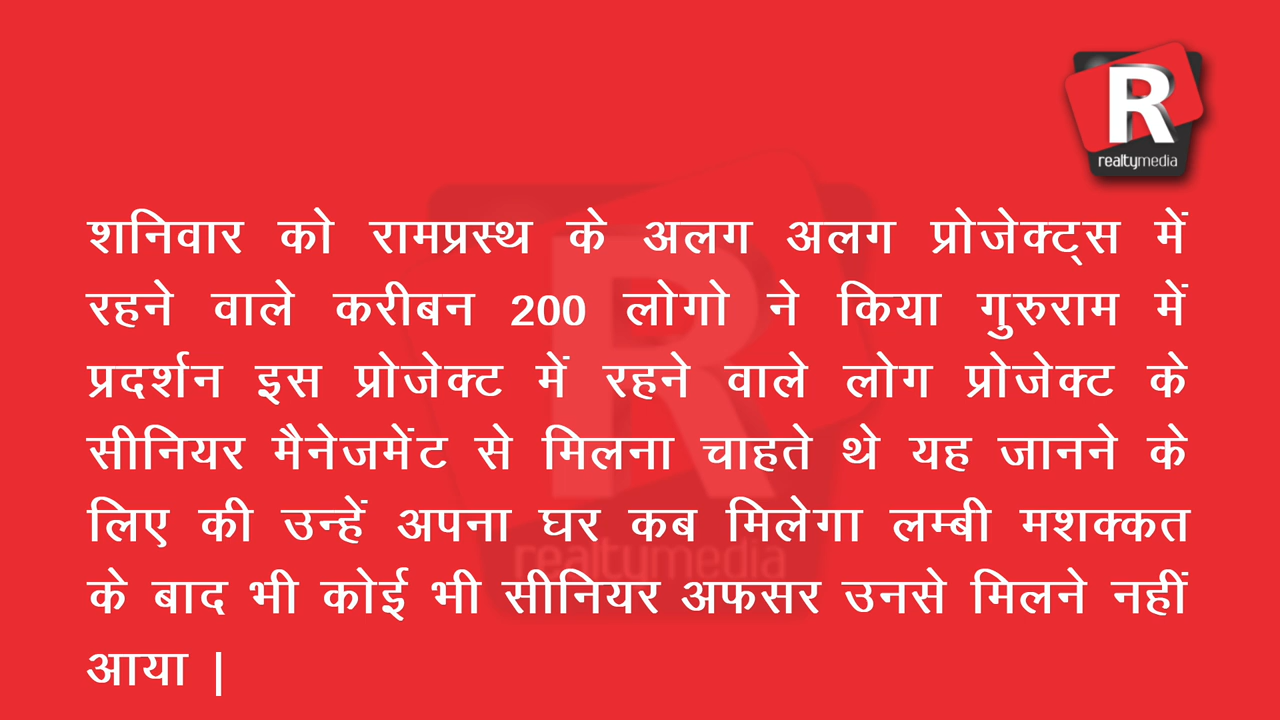 R
realtymedia
शनिवार को रामप्रस्थ के अलग अलग प्रोजेक्ट्स में
रहने वाले करीबन 200 लोगो ने किया गुरुराम में
प्रदर्शन इस प्रोजेक्ट में रहने वाले लोग प्रोजेक्ट के
सीनियर मैनेजमेंट से मिलना चाहते थे यह जानने के
लिए की उन्हें अपना घर कब मिलेगा लम्बी मशक्कत
के बाद भी कोई भी सीनियर अफसर उनसे मिलने नहीं
आया |
R
realtymedia